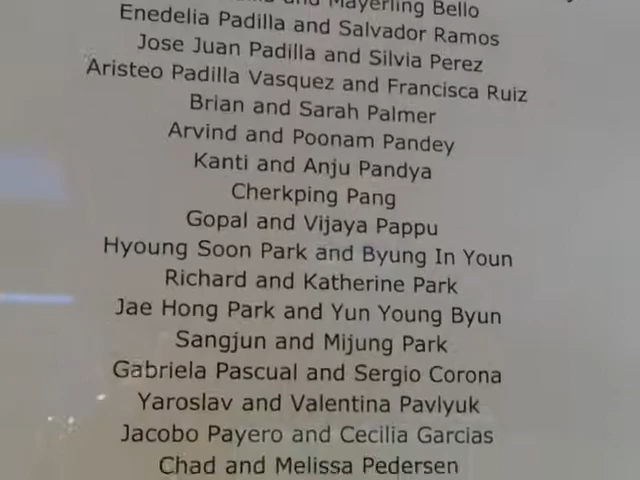 and Mayerling Bello
Enedelia Padilla and Salvador Ramos
Jose Juan Padilla and Silvia Perez
Aristeo Padilla Vasquez and Francisca Ruiz
Brian and Sarah Palmer
Arvind and Poonam Pandey
Kanti and Anju Pandya
Cherkping Pang
Gopal and Vijaya Pappu
Hyoung Soon Park and Byung In Youn
Richard and Katherine Park
Jae Hong Park and Yun Young Byun
Sangjun and Mijung Park
Gabriela Pascual and Sergio Corona
Yaroslav and Valentina Pavlyuk
Jacobo Payero and Cecilia Garcias
Chad and Melissa Pedersen